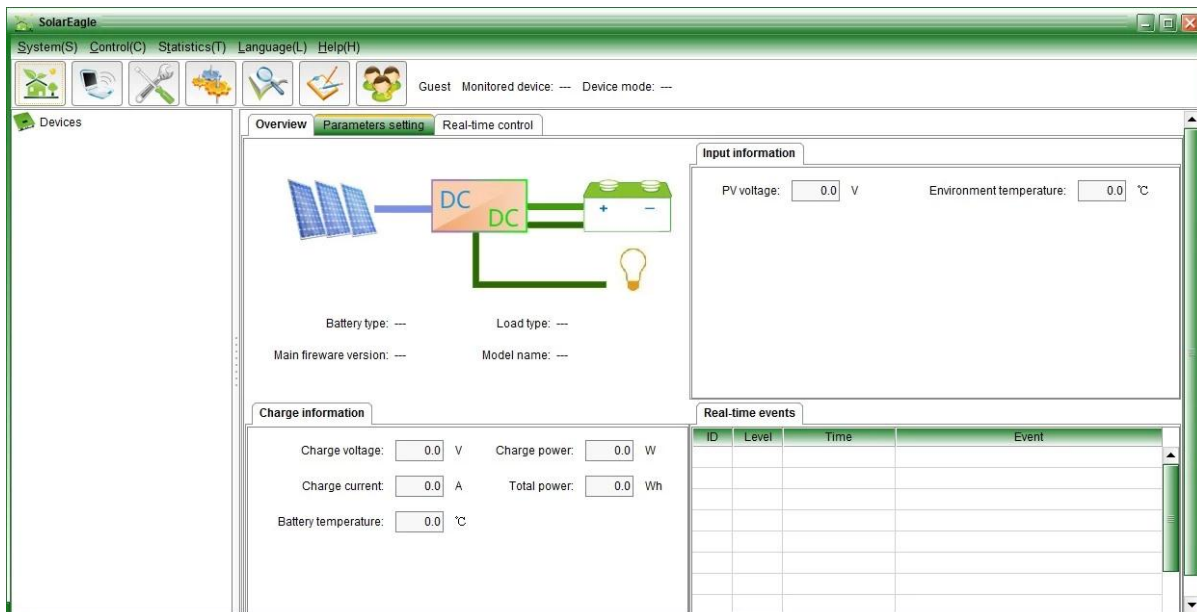 SolarEagle
System(S) Control(C) Statistics(T) Language(L) Help(H)
Guest Monitored device: --- Device mode: ---
Devices
Overview Parameters setting Real-time control
DC
DC
+ −
Battery type: --- Load type: ---
Main fireware version: --- Model name: ---
Input information
PV voltage: 0.0 V Environment temperature: 0.0 ℃
Charge information
Charge voltage: 0.0 V Charge power: 0.0 W
Charge current: 0.0 A Total power: 0.0 Wh
Battery temperature: 0.0 ℃
Real-time events
ID Level Time Event